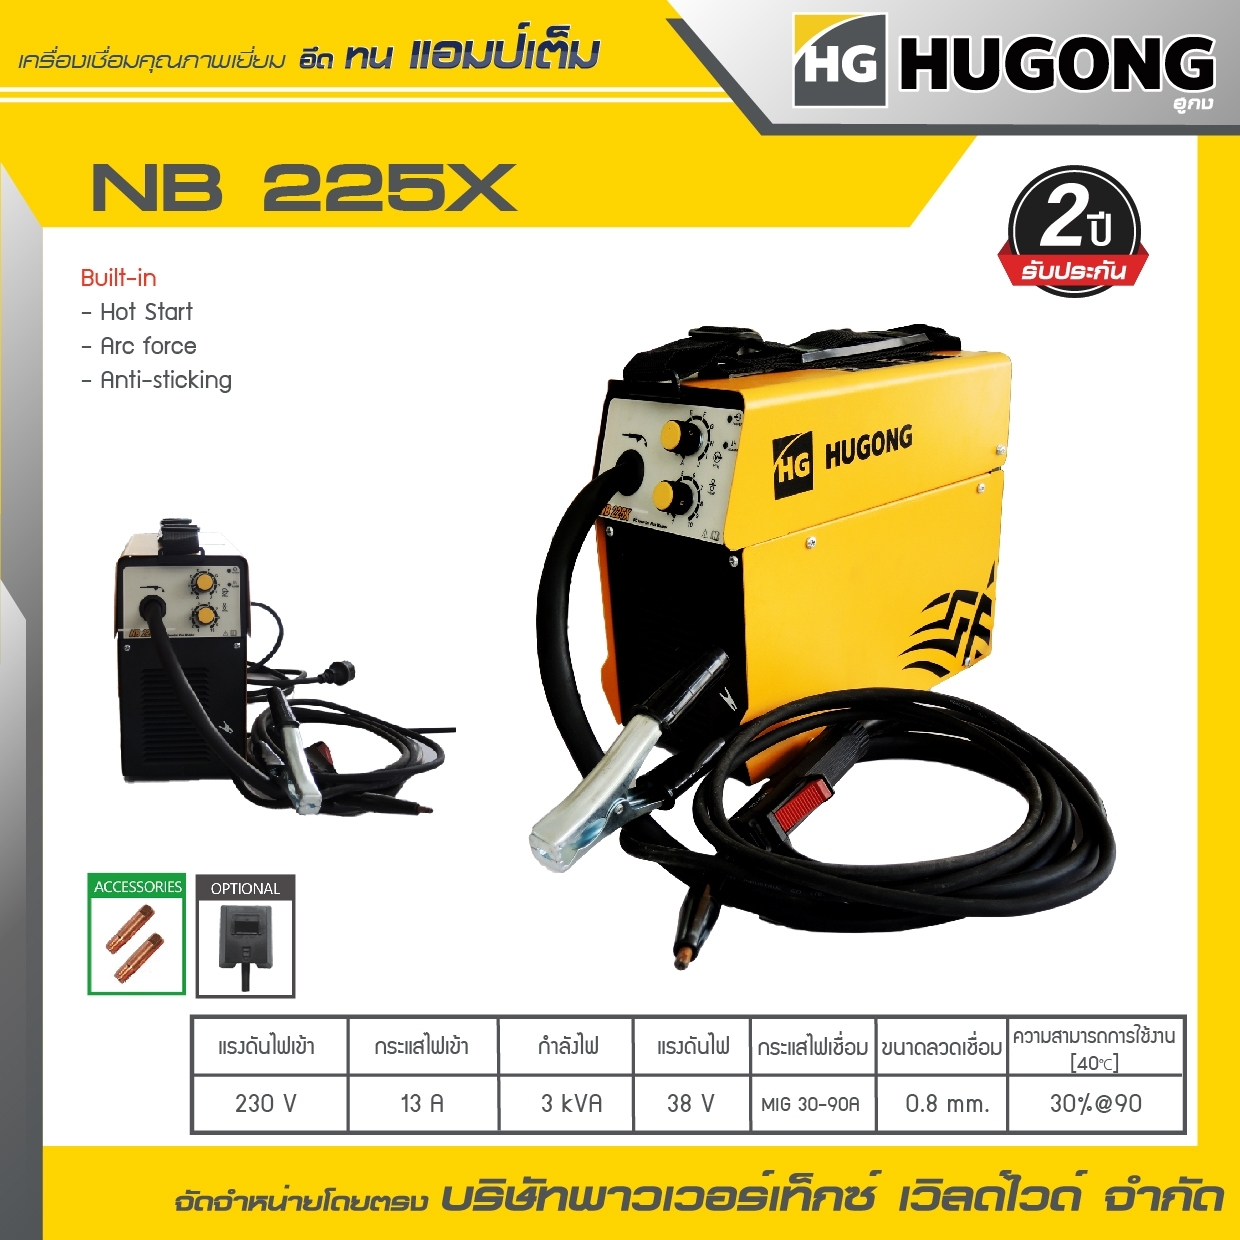 เครื่องเชื่อมคุณภาพเยี่ยม อึด ทน แอมป์เต็ม
HG HUGONG
ฮูกง
NB 225X
2 ปี
รับประกัน
Built-in
- Hot Start
- Arc force
- Anti-sticking
HG HUGONG
NB 225X
ACCESSORIES
OPTIONAL
แรงดันไฟเข้า กระแสไฟเข้า กำลังไฟ แรงดันไฟ กระแสไฟเชื่อม ขนาดลวดเชื่อม ความสามารถการใช้งาน
[40°C]
230 V 13 A 3 kVA 38 V MIG 30-90A 0.8 mm. 30%@90
จัดจำหน่ายโดยตรง บริษัทพาวเวอร์เท็กซ์ เวิลด์ไวด์ จำกัด